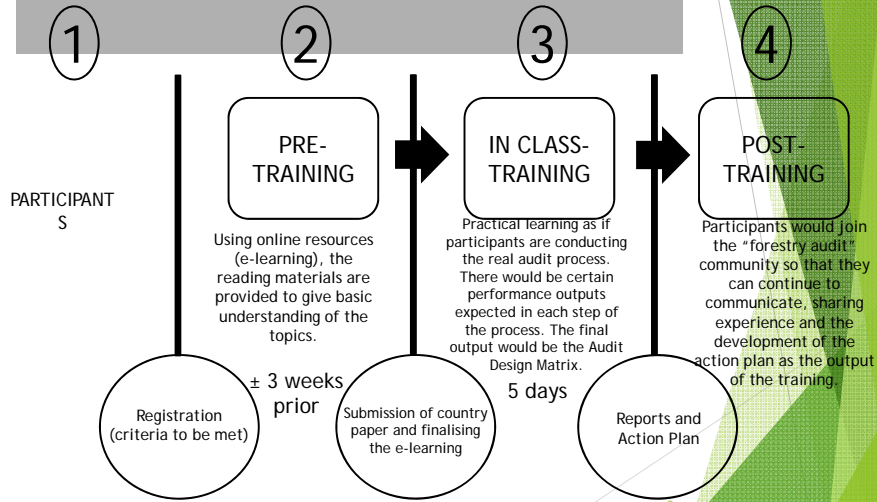 1
2
3
4
PARTICIPANT
S
PRE-
TRAINING
IN CLASS-
TRAINING
POST-
TRAINING
Using online resources
(e-learning), the
reading materials are
provided to give basic
understanding of the
topics.
± 3 weeks
prior
Practical learning as if
participants are conducting
the real audit process.
There would be certain
performance outputs
expected in each step of
the process. The final
output would be the Audit
Design Matrix.
5 days
Participants would join
the “forestry audit”
community so that they
can continue to
communicate, sharing
experience and the
development of the
action plan as the output
of the training.
Registration
(criteria to be met)
Submission of country
paper and finalising
the e-learning
Reports and
Action Plan